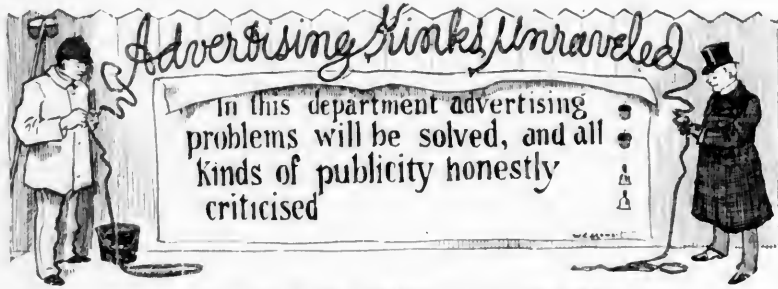 Advertising Kinks Unraveled
In this department advertising
problems will be solved, and all
kinds of publicity honestly
criticised